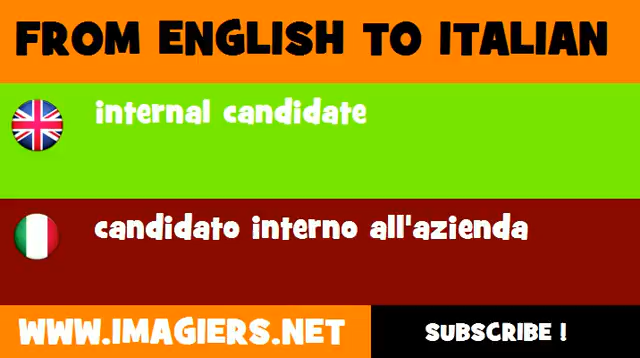 FROM ENGLISH TO ITALIAN
internal candidate
candidato interno all'azienda
WWW.IMAGIERS.NET
SUBSCRIBE !